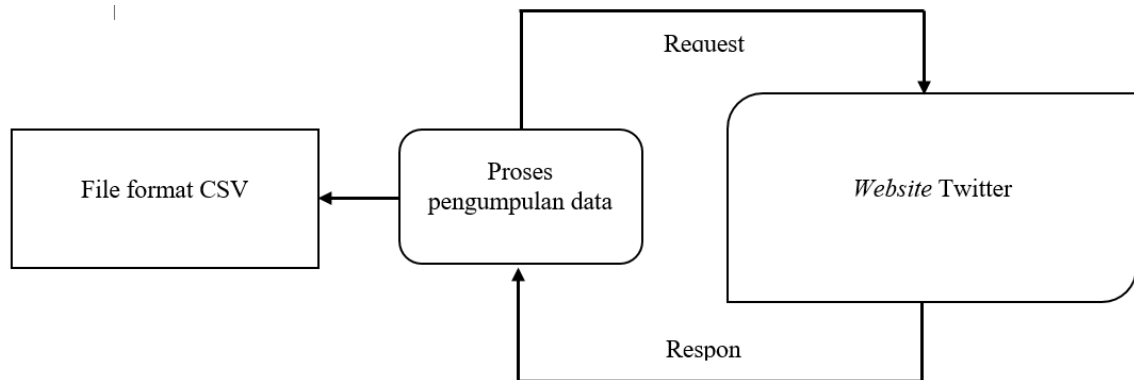 Request
File format CSV
Proses
pengumpulan data
Website Twitter
Respon